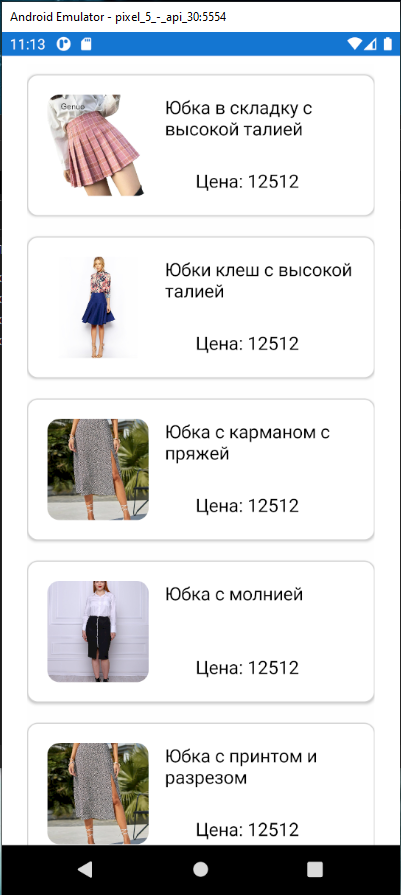 Android Emulator - pixel_5_-_api_30:5554
11:13
Genuo
Юбка в складку с
высокой талией
Цена: 12512
Юбки клеш с высокой
талией
Цена: 12512
Юбка с карманом с
пряжей
Цена: 12512
Юбка с молнией
Цена: 12512
Юбка с принтом и
разрезом
Цена: 12512